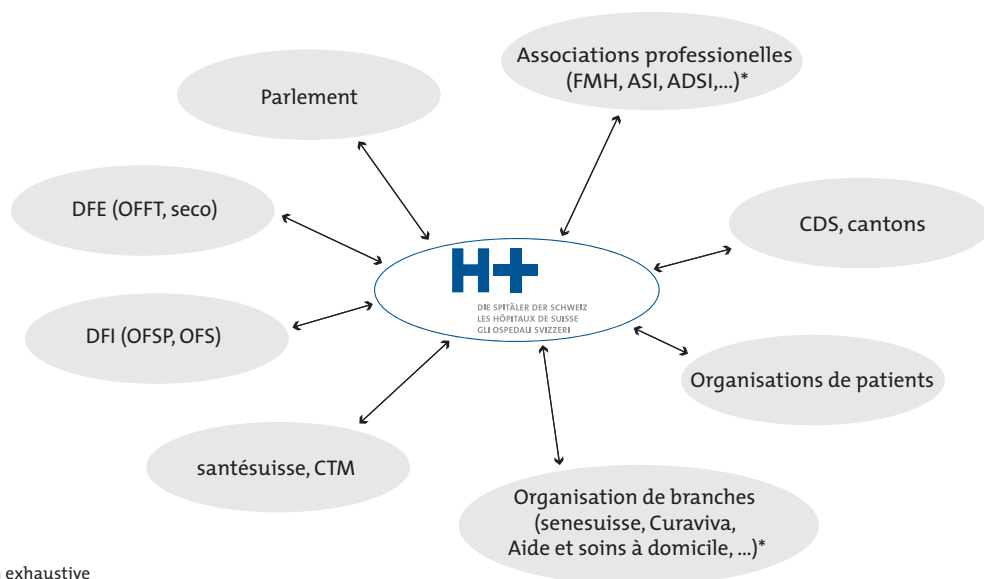 Associations professionelles
(FMH, ASI, ADSI,...)*
Parlement
DFE (OFFT, seco)
CDS, cantons
H+
DIE SPITÄLER DER SCHWEIZ
LES HÔPITAUX DE SUISSE
GLI OSPEDALI SVIZZERI
DFI (OFSP, OFS)
Organisations de patients
santésuisse, CTM
Organisation de branches
(senesuisse, Curaviva,
Aide et soins à domicile, ...)*
exhaustive